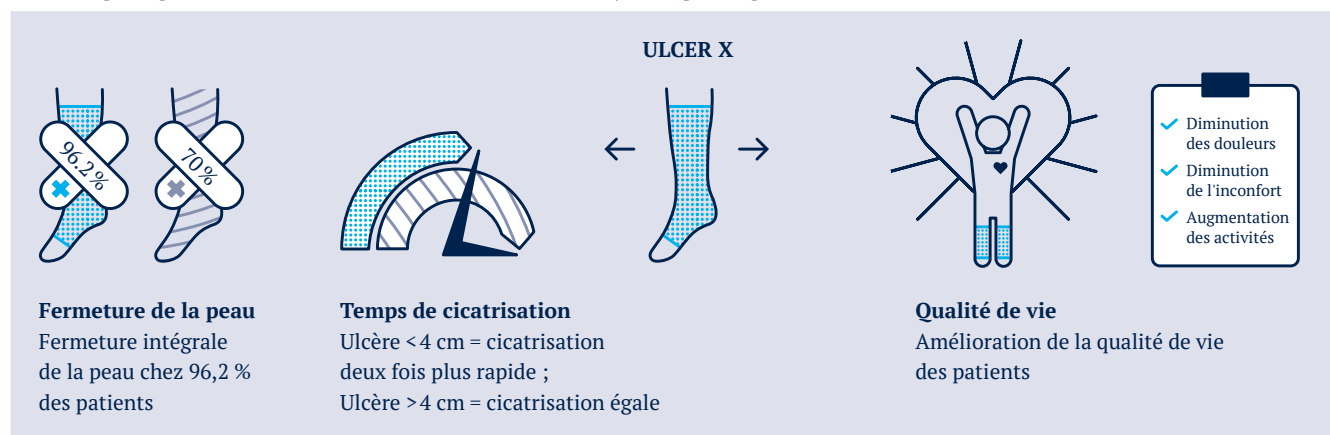 ULCER X
96.2%
70%
Diminution
des douleurs
Diminution
de l'inconfort
Augmentation
des activités
Fermeture de la peau
Fermeture intégrale
de la peau chez 96,2 %
des patients
Temps de cicatrisation
Ulcère <4 cm = cicatrisation
deux fois plus rapide ;
Ulcère >4 cm = cicatrisation égale
Qualité de vie
Amélioration de la qualité de vie
des patients